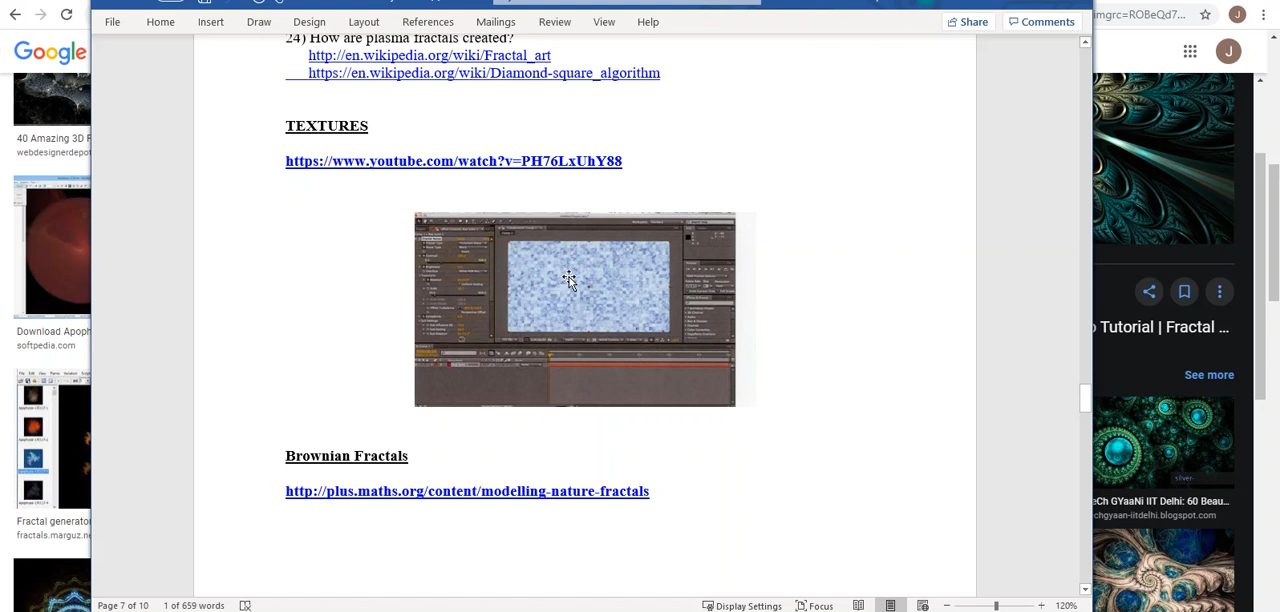 imgrc=ROBeQd7...
J
File Home Insert Draw Design Layout References Mailings Review View Help Share Comments
Google
J
24) How are plasma fractals created?
http://en.wikipedia.org/wiki/Fractal_art
https://en.wikipedia.org/wiki/Diamond-square_algorithm
40 Amazing 3D F
webdesignerdepot
TEXTURES
https://www.youtube.com/watch?v=PH76LxUhY88
Download Apoph
softpedia.com
o Tutorial | Fractal ...
See more
Brownian Fractals
http://plus.maths.org/content/modelling-nature-fractals
silver-
eCh GYaaNi IIT Delhi: 60 Beau...
chgyaan-iitdelhi.blogspot.com
Fractal generator
fractals.marguz.ne
Page 7 of 10 1 of 659 words Display Settings Focus 120%